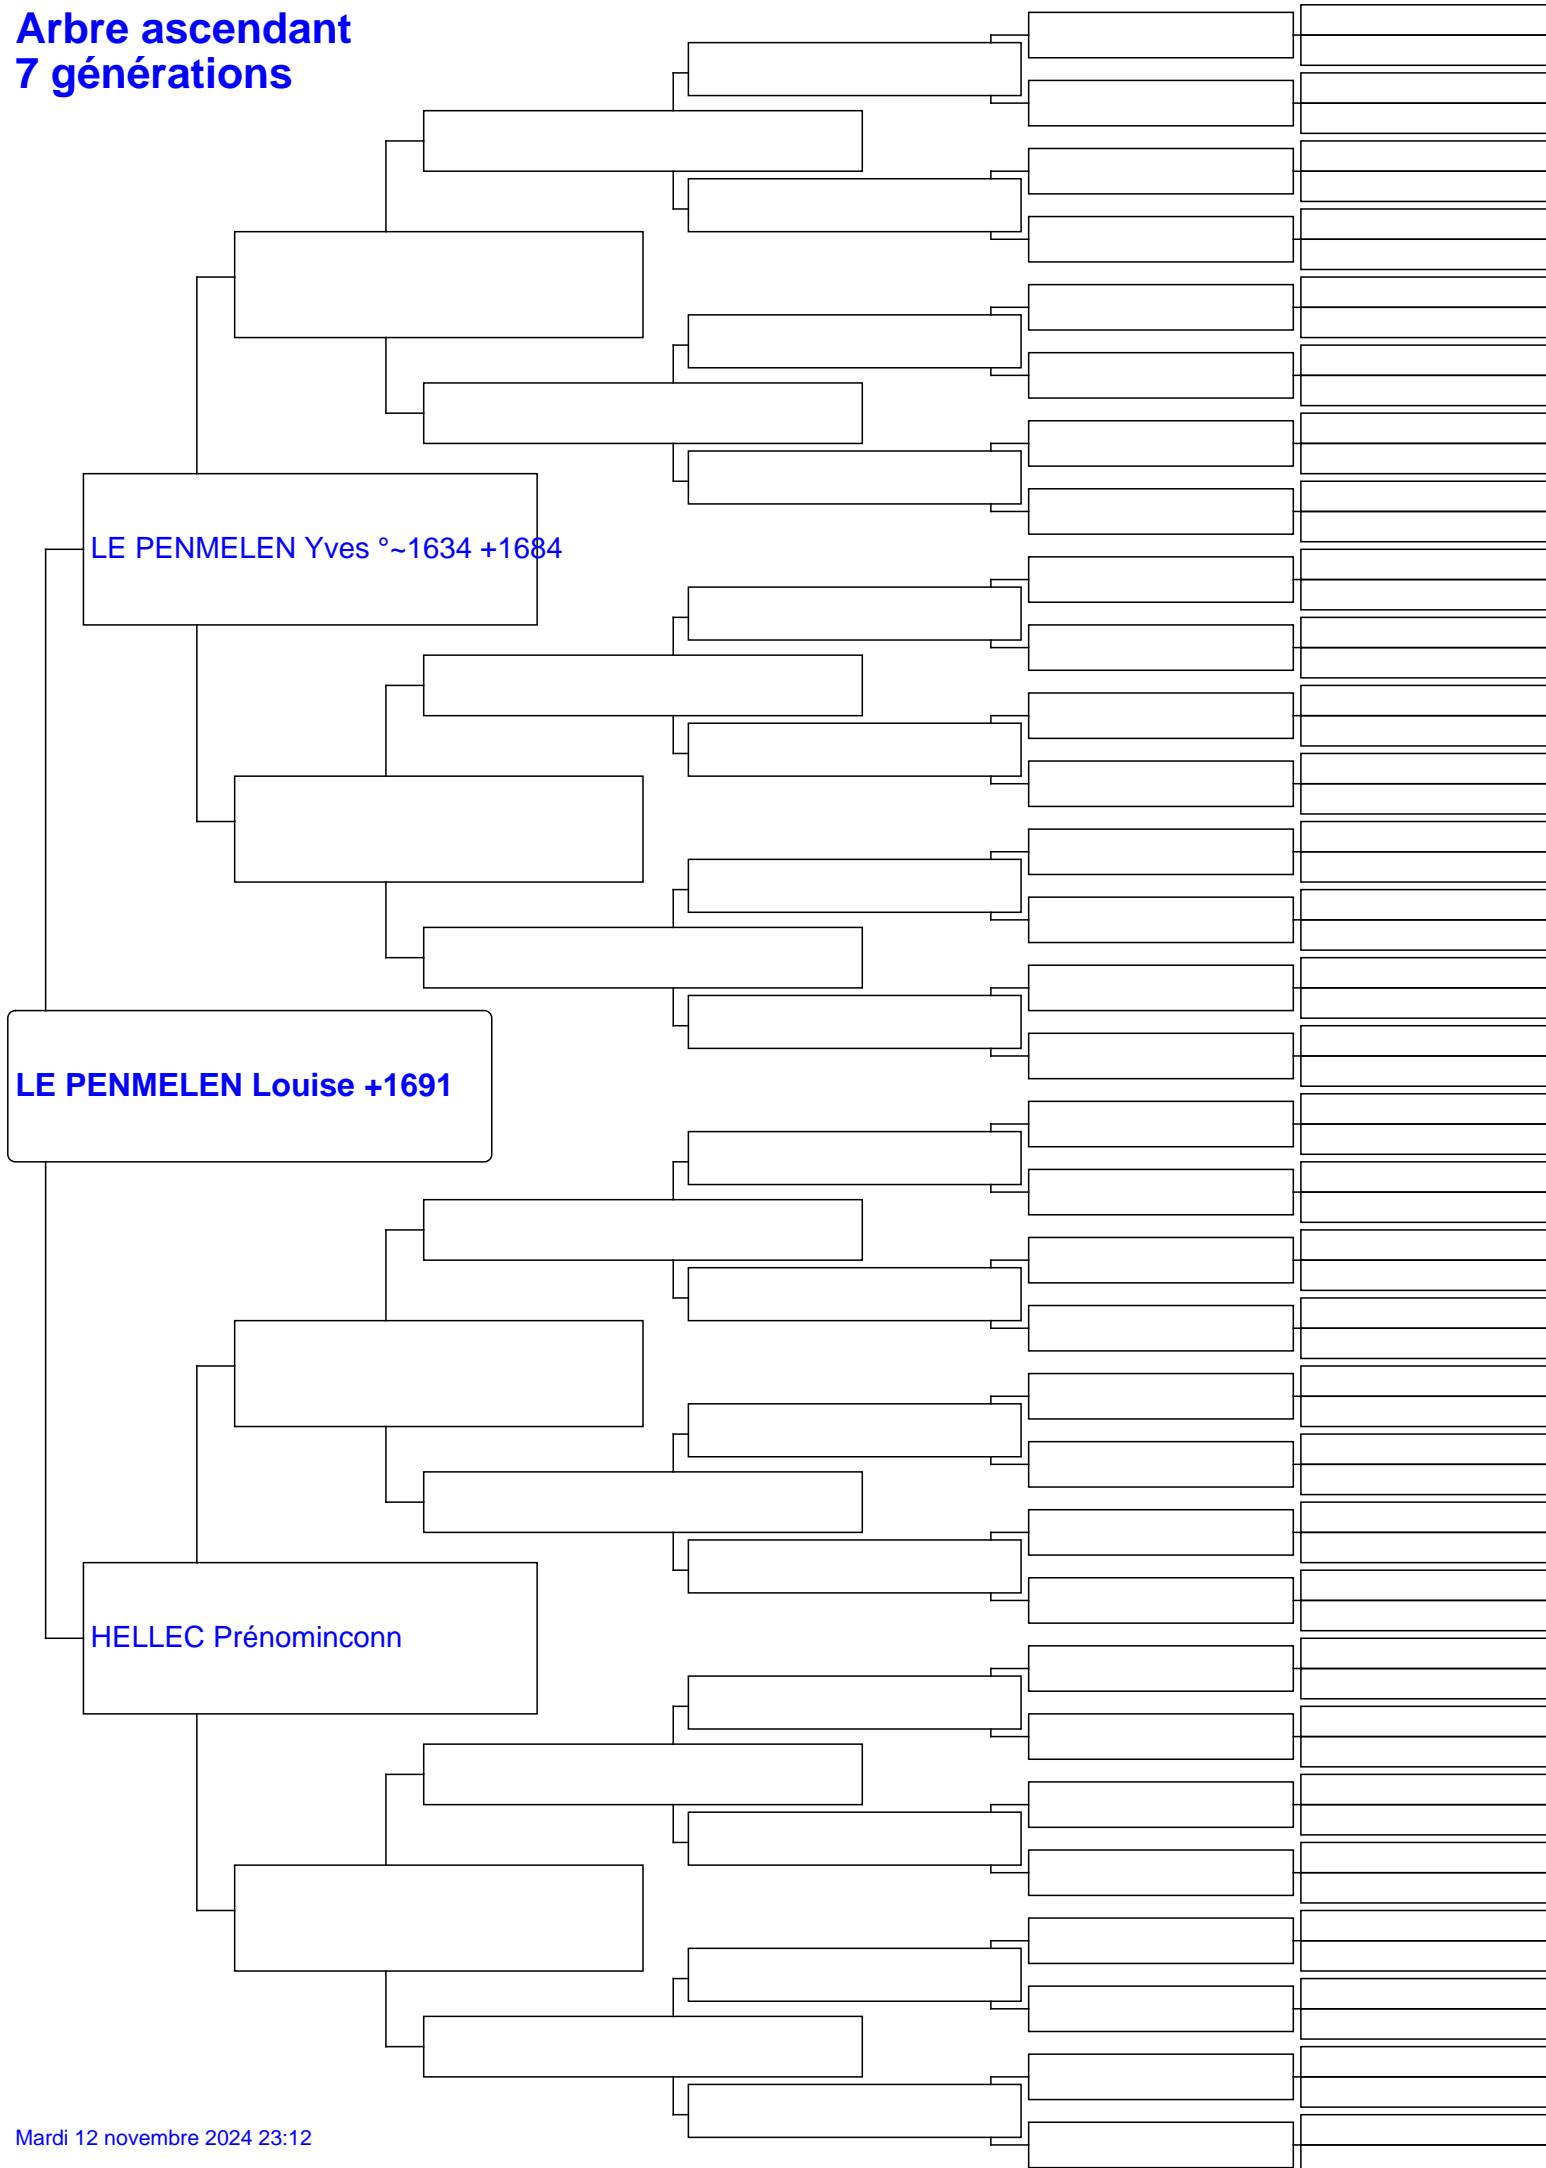 Arbre ascendant
7 générations
LE PENMELEN Yves °~1634 +1684
LE PENMELEN Louise +1691
HELLEC Prénominconn
Mardi 12 novembre 2024 23:12